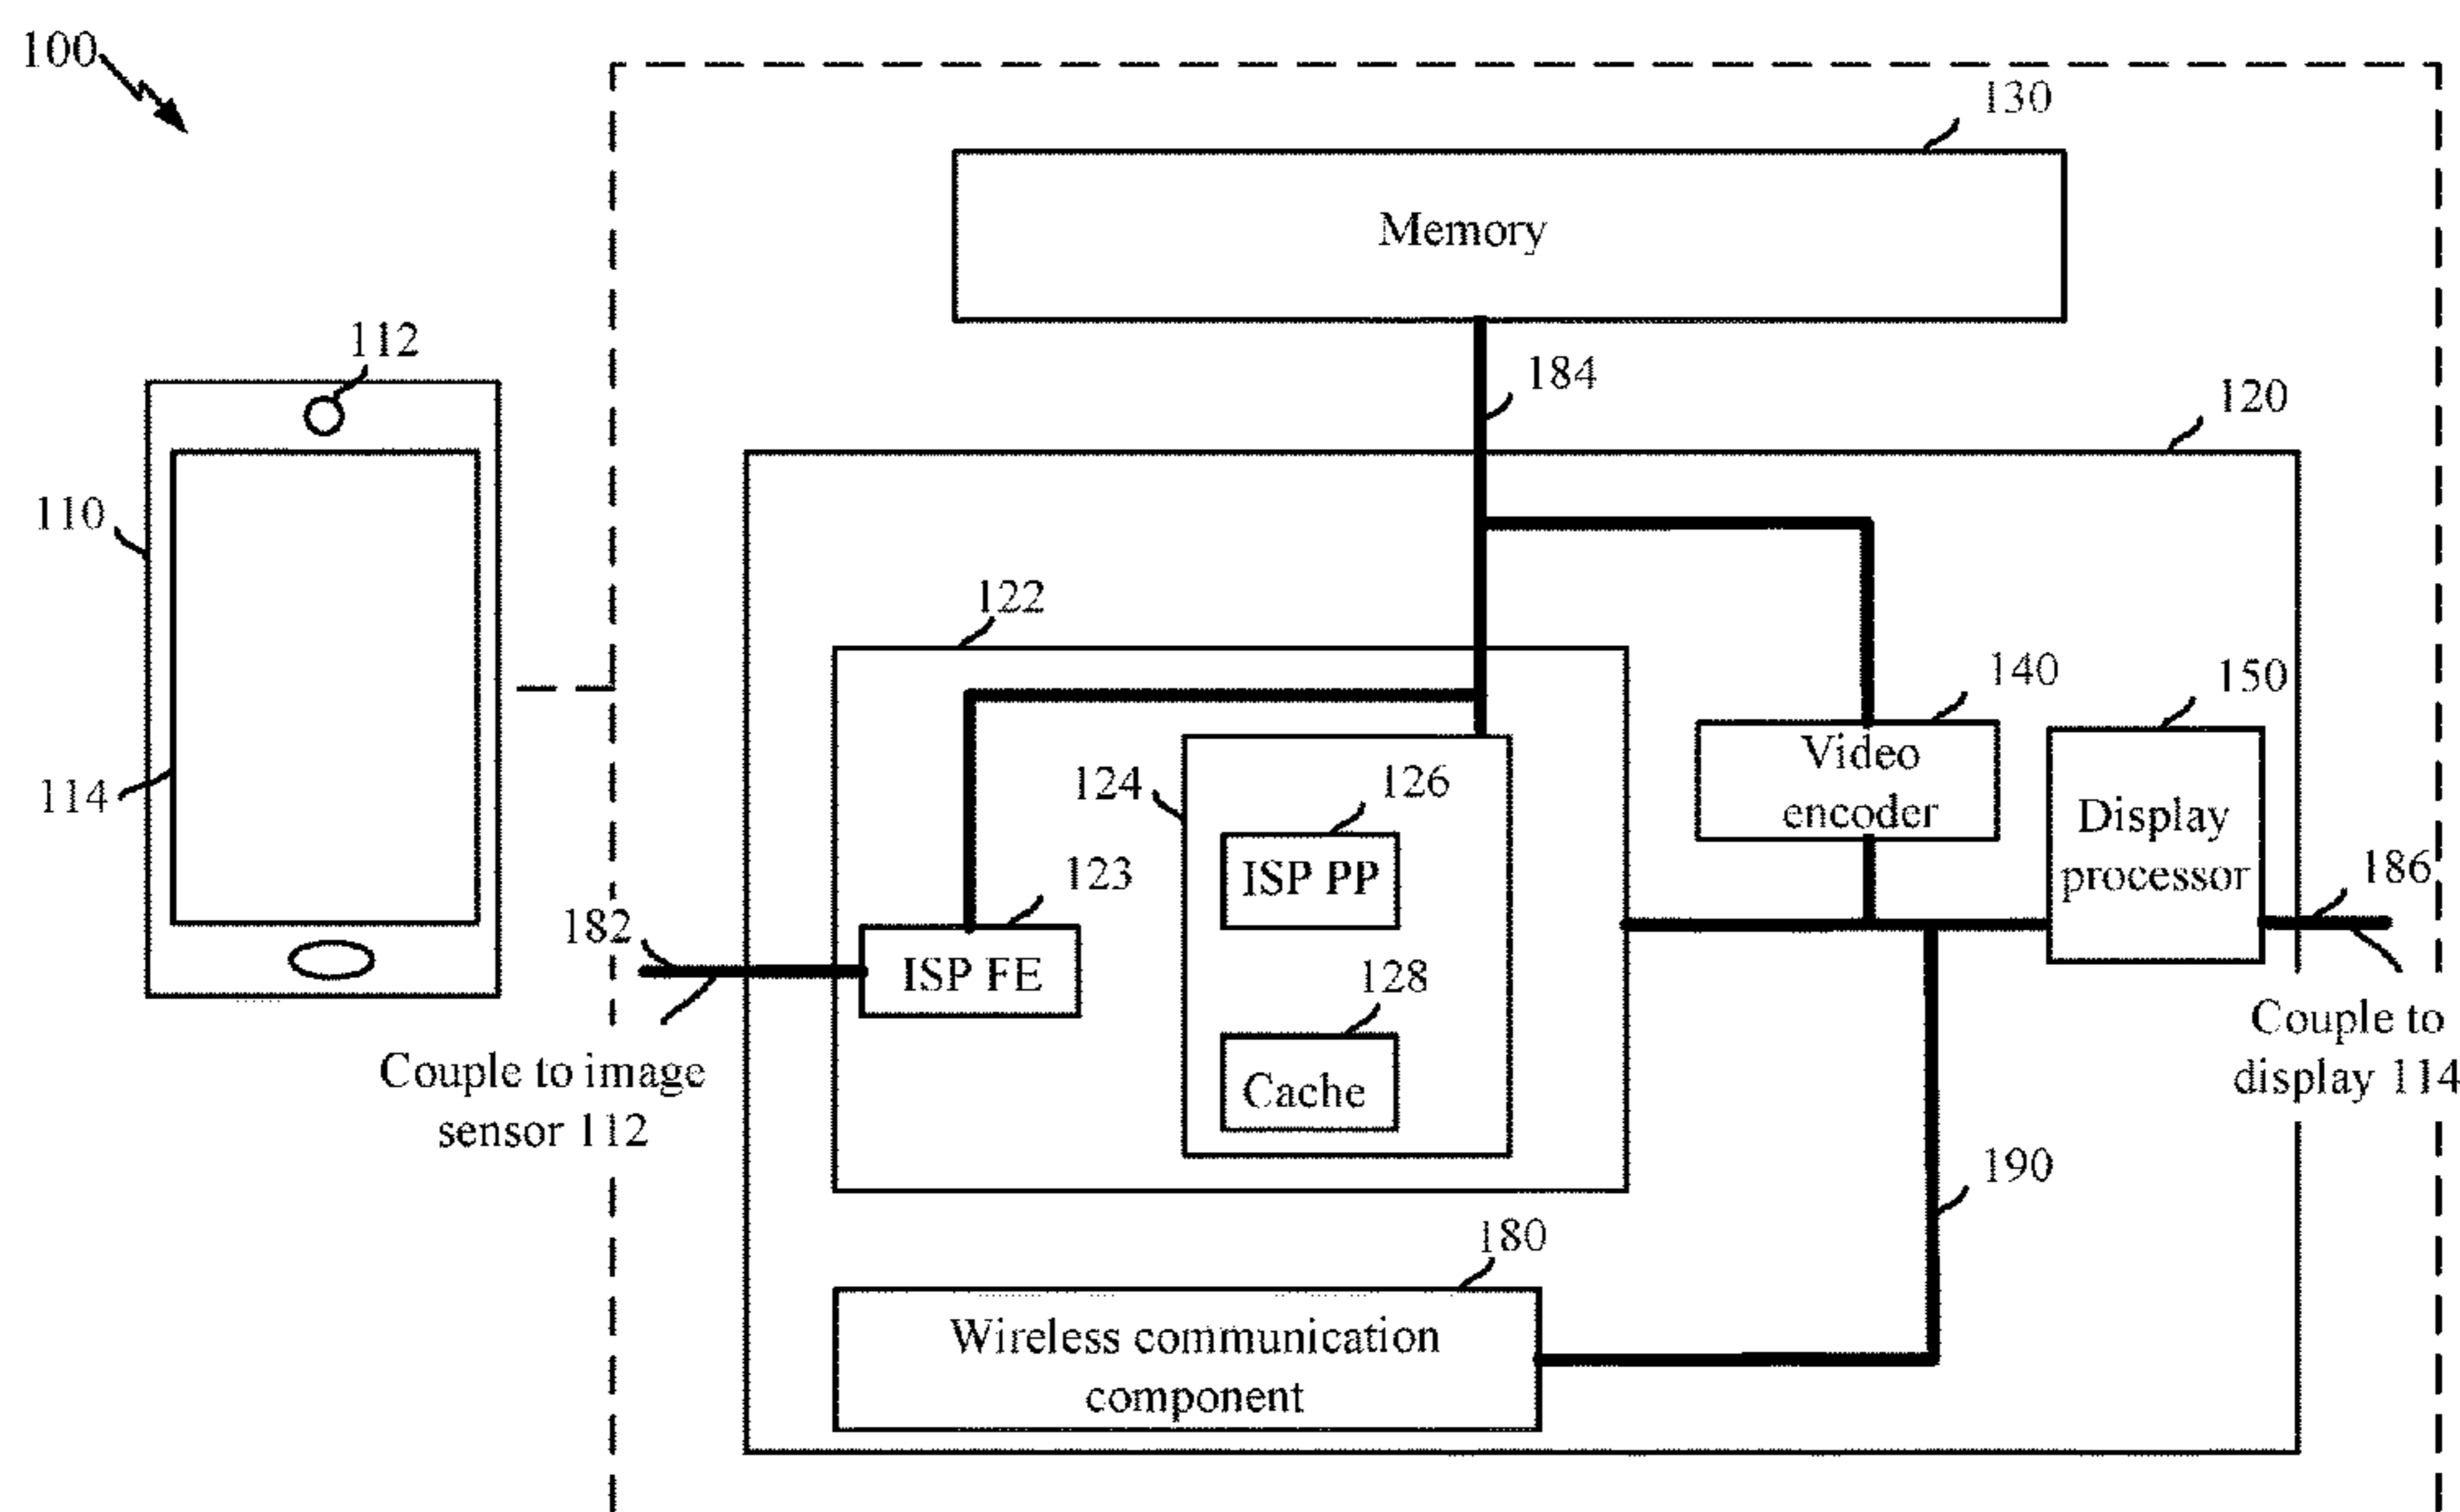 100
130
Memory
112
184
120
110
122
140
150
124
126
Video
encoder
114
Display
processor
123
ISP PP
186
182
ISP FE
128
Couple to image
sensor 112
Cache
Couple to
display 114
190
180
Wireless communication
component